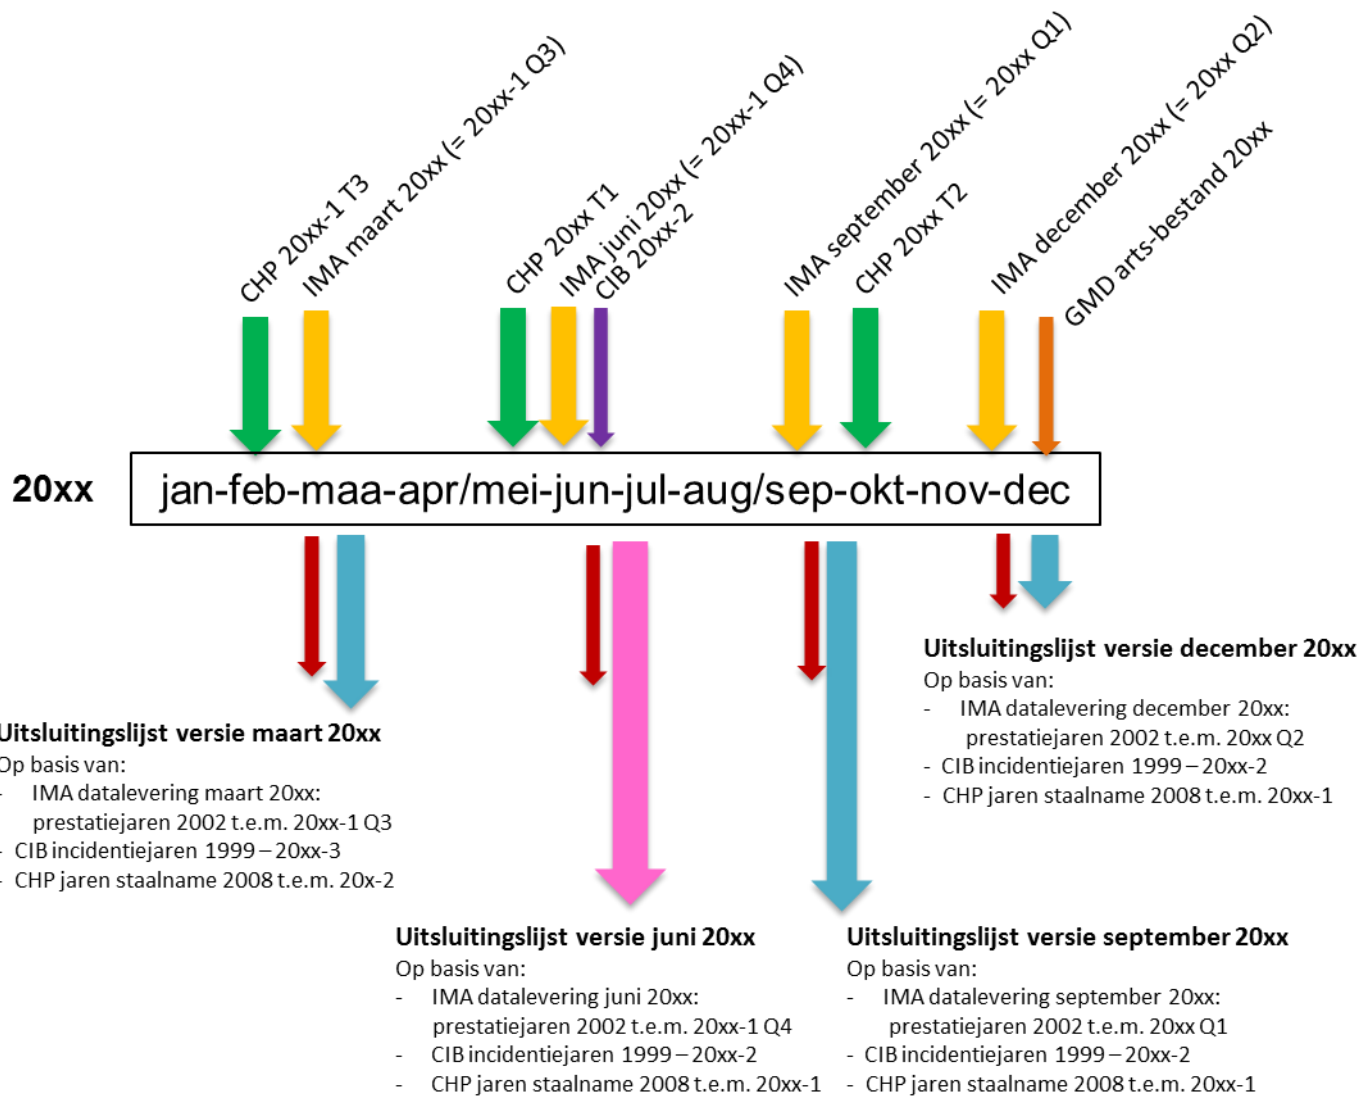 CHP 20xx-1 T3
IMA maart 20xx (= 20xx-1 Q3)
CHP 20xx T1
IMA juni 20xx (= 20xx-1 Q4)
CIB 20xx-2
IMA september 20xx (= 20xx Q1)
CHP 20xx T2
IMA december 20xx (= 20xx Q2)
GMD arts-bestand 20xx
20xx
jan-feb-maa-apr/mei-jun-jul-aug/sep-okt-nov-dec
Uitsluitingslijst versie maart 20xx
Op basis van:
- IMA datalevering maart 20xx:
prestatiejaren 2002 t.e.m. 20xx-1 Q3
- CIB incidentiejaren 1999 – 20xx-3
- CHP jaren staalname 2008 t.e.m. 20x-2
Uitsluitingslijst versie juni 20xx
Op basis van:
- IMA datalevering juni 20xx:
prestatiejaren 2002 t.e.m. 20xx-1 Q4
- CIB incidentiejaren 1999 – 20xx-2
- CHP jaren staalname 2008 t.e.m. 20xx-1
Uitsluitingslijst versie september 20xx
Op basis van:
- IMA datalevering september 20xx:
prestatiejaren 2002 t.e.m. 20xx Q1
- CIB incidentiejaren 1999 – 20xx-2
- CHP jaren staalname 2008 t.e.m. 20xx-1
Uitsluitingslijst versie december 20xx
Op basis van:
- IMA datalevering december 20xx:
prestatiejaren 2002 t.e.m. 20xx Q2
- CIB incidentiejaren 1999 – 20xx-2
- CHP jaren staalname 2008 t.e.m. 20xx-1